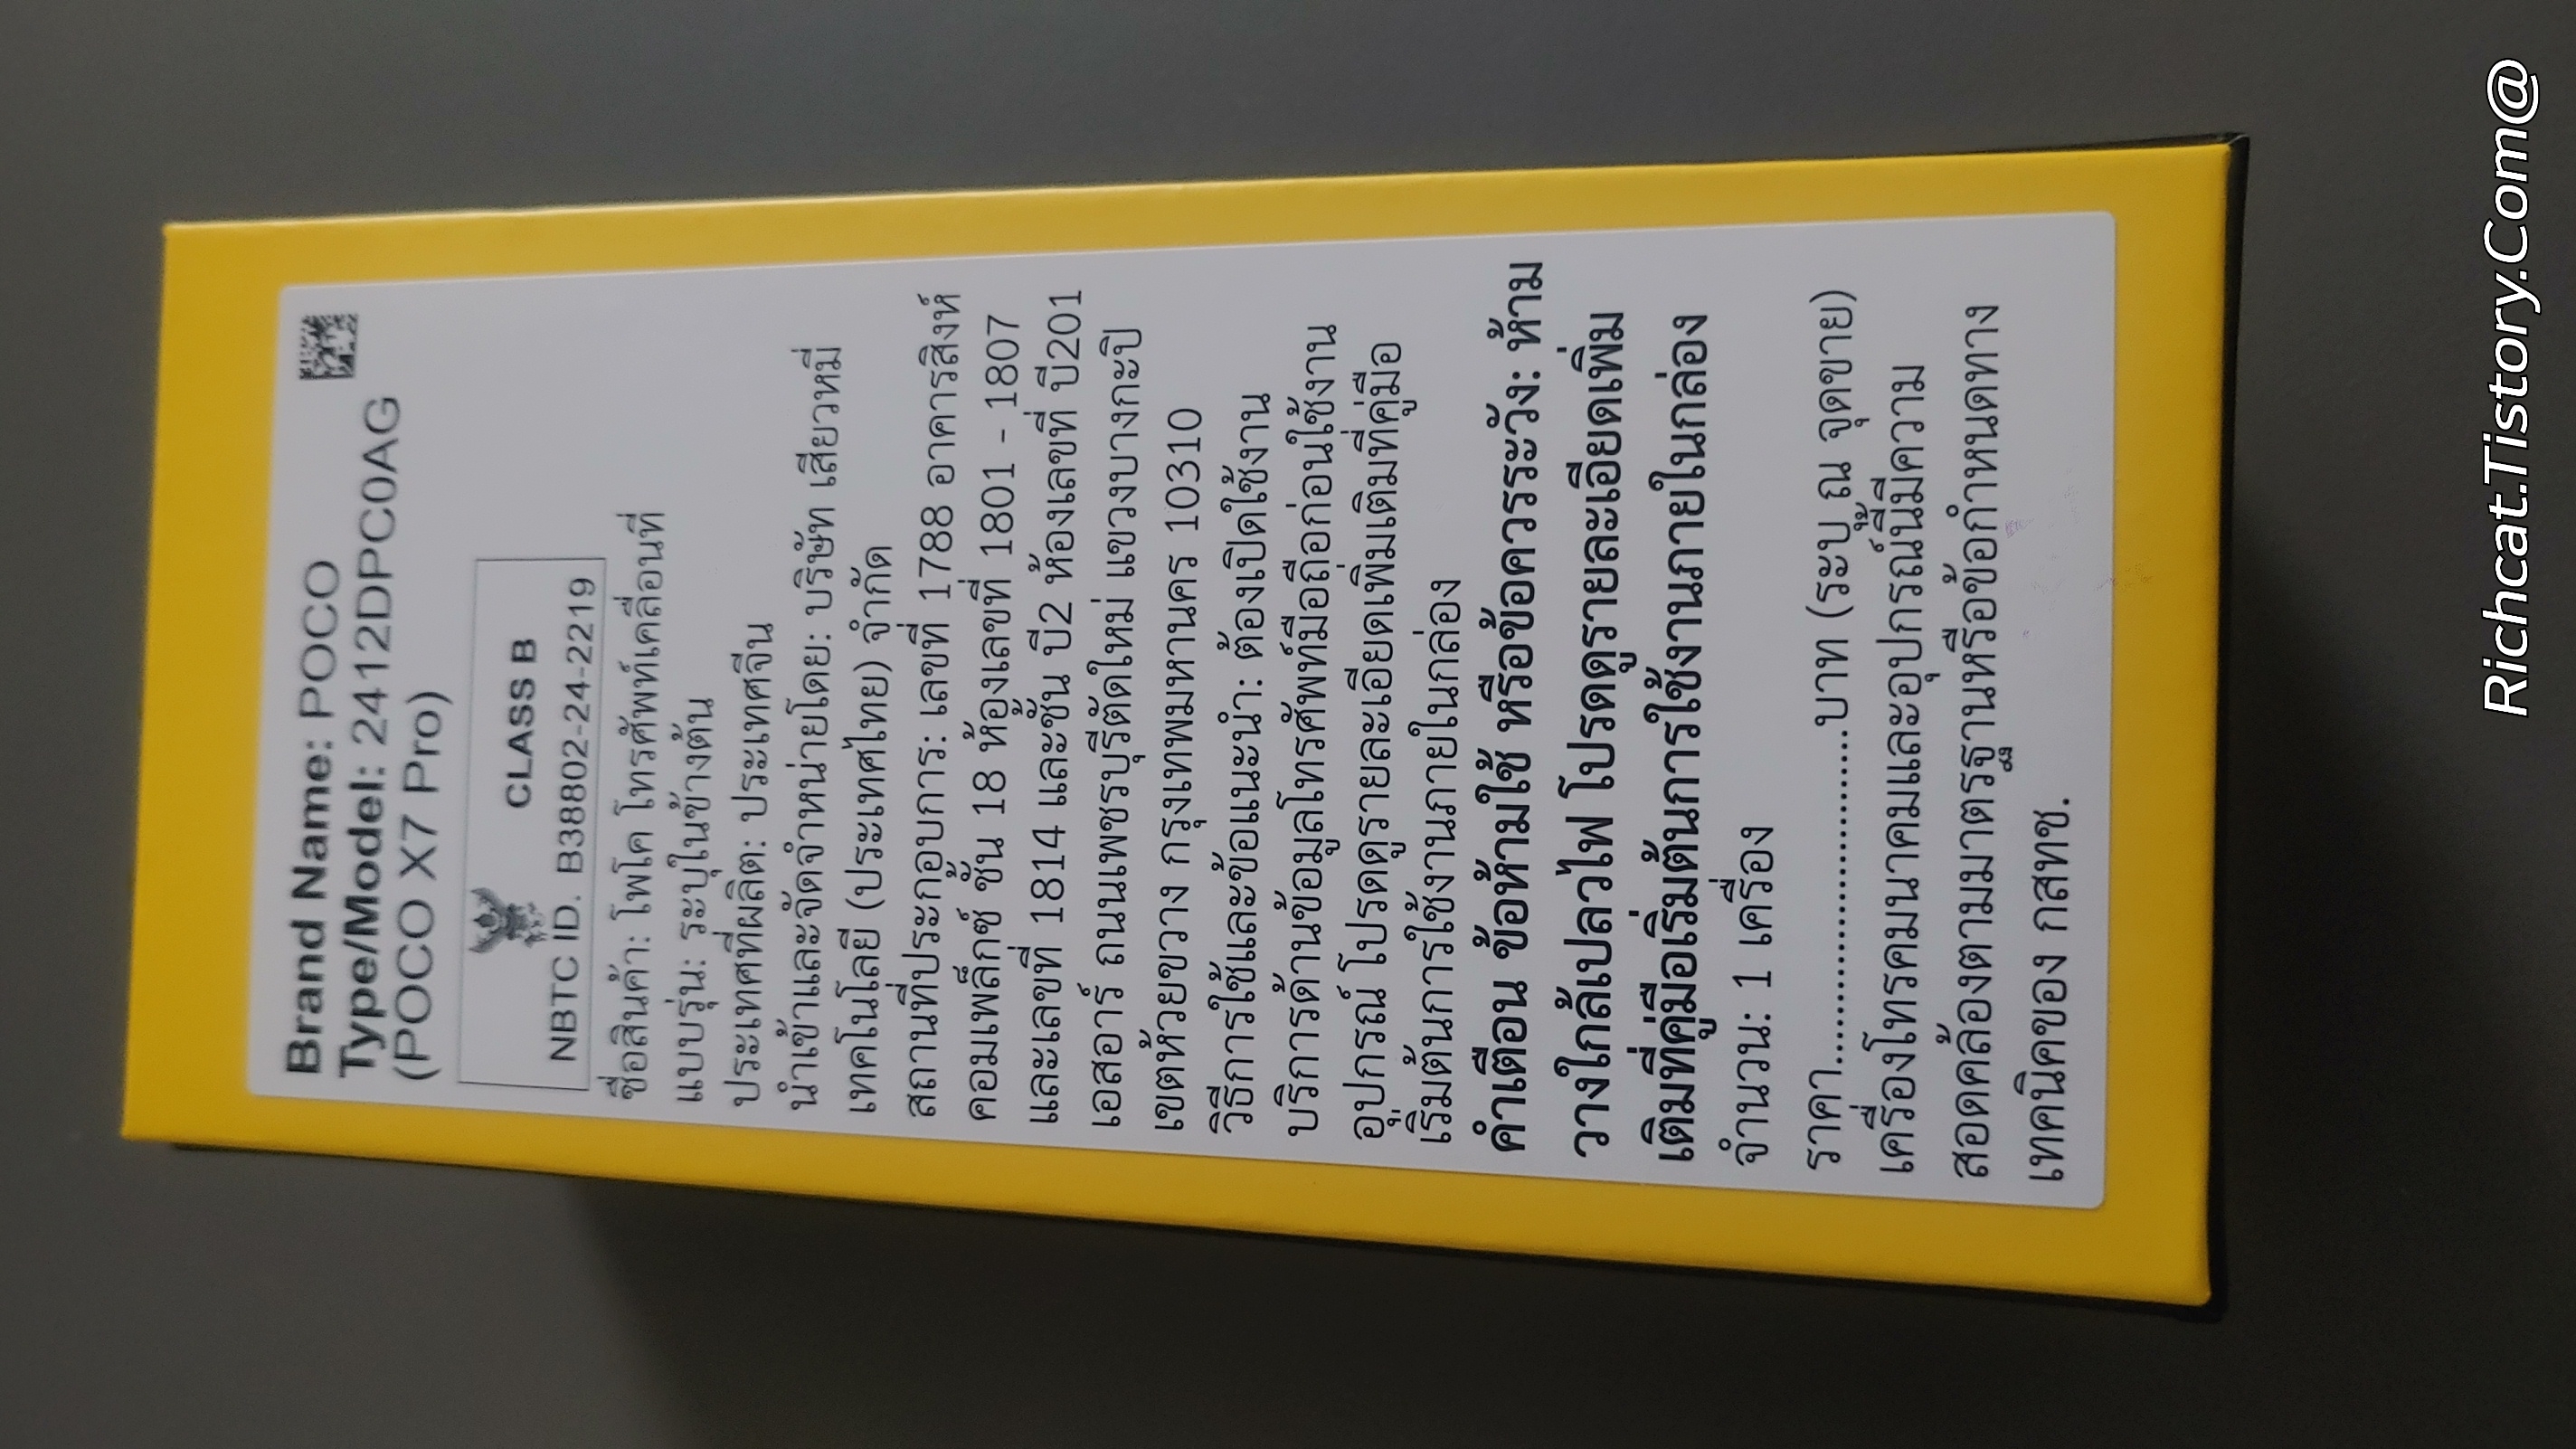 Brand Name: POCO
Type/Model: 2412DPC0AG
(POCO X7 Pro)
CLASS B
NBTC ID. B38802-24-2219
ชื่อสินค้า: โพโค โทรศัพท์เคลื่อนที่
แบบรุ่น: ระบุในข้างต้น
ประเทศที่ผลิต: ประเทศจีน
นำเข้าและจัดจำหน่ายโดย: บริษัท เสียวหมี่
เทคโนโลยี (ประเทศไทย) จำกัด
สถานที่ประกอบการ: เลขที่ 1788 อาคารสิงห์
คอมเพล็กซ์ ชั้น 18 ห้องเลขที่ 1801 - 1807
และเลขที่ 1814 และชั้น บี2 ห้องเลขที่ บี201
เอสอาร์ ถนนเพชรบุรีตัดใหม่ แขวงบางกะปิ
เขตห้วยขวาง กรุงเทพมหานคร 10310
วิธีการใช้และข้อแนะนำ: ต้องเปิดใช้งาน
บริการด้านข้อมูลโทรศัพท์มือถือก่อนใช้งาน
อุปกรณ์ โปรดดูรายละเอียดเพิ่มเติมที่คู่มือ
เริ่มต้นการใช้งานภายในกล่อง
คำเตือน ข้อห้ามใช้ หรือข้อควรระวัง: ห้าม
วางใกล้เปลวไฟ โปรดดูรายละเอียดเพิ่ม
เติมที่คู่มือเริ่มต้นการใช้งานภายในกล่อง
จำนวน: 1 เครื่อง
ราคา..............................บาท (ระบุ ณ จุดขาย)
เครื่องโทรคมนาคมและอุปกรณ์นี้มีความ
สอดคล้องตามมาตรฐานหรือข้อกำหนดทาง
เทคนิคของ กสทช.
Richcat.Tistory.Com@